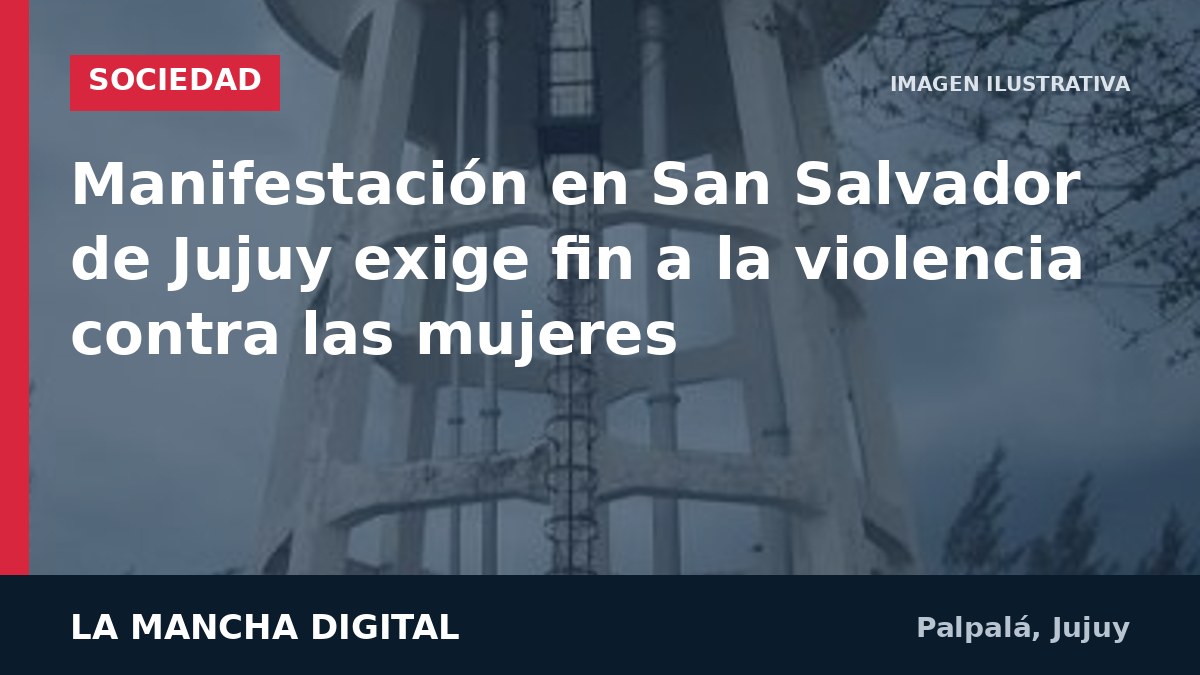 SOCIEDAD
IMAGEN ILUSTRATIVA
Manifestación en San Salvador
de Jujuy exige fin a la violencia
contra las mujeres
LA MANCHA DIGITAL
Palpalá, Jujuy